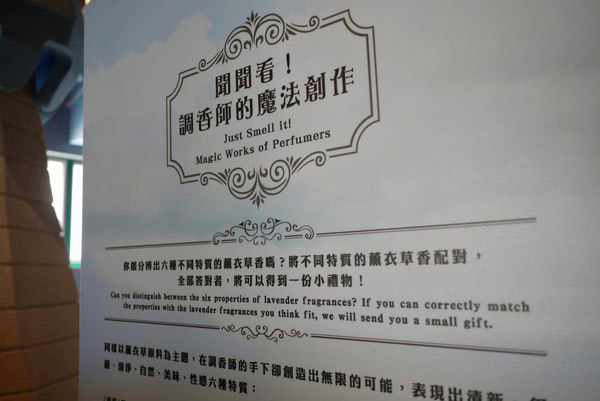 聞聞看！
調香師的魔法創作
Just Smell it!
Magic Works of Perfumers
你能分辨出六種不同特質的薰衣草香嗎？將不同特質的薰衣草香配對，
全部答對者，將可以得到一份小禮物！
Can you distinguish between the six properties of lavender fragrances? If you can correctly match
the properties with the lavender fragrances you think fit, we will send you a small gift.
同樣以薰衣草原料為主題，在調香師的手下卻創造出無限的可能，表現出清新、
雅、清淨、自然、美味、性感六種特質：